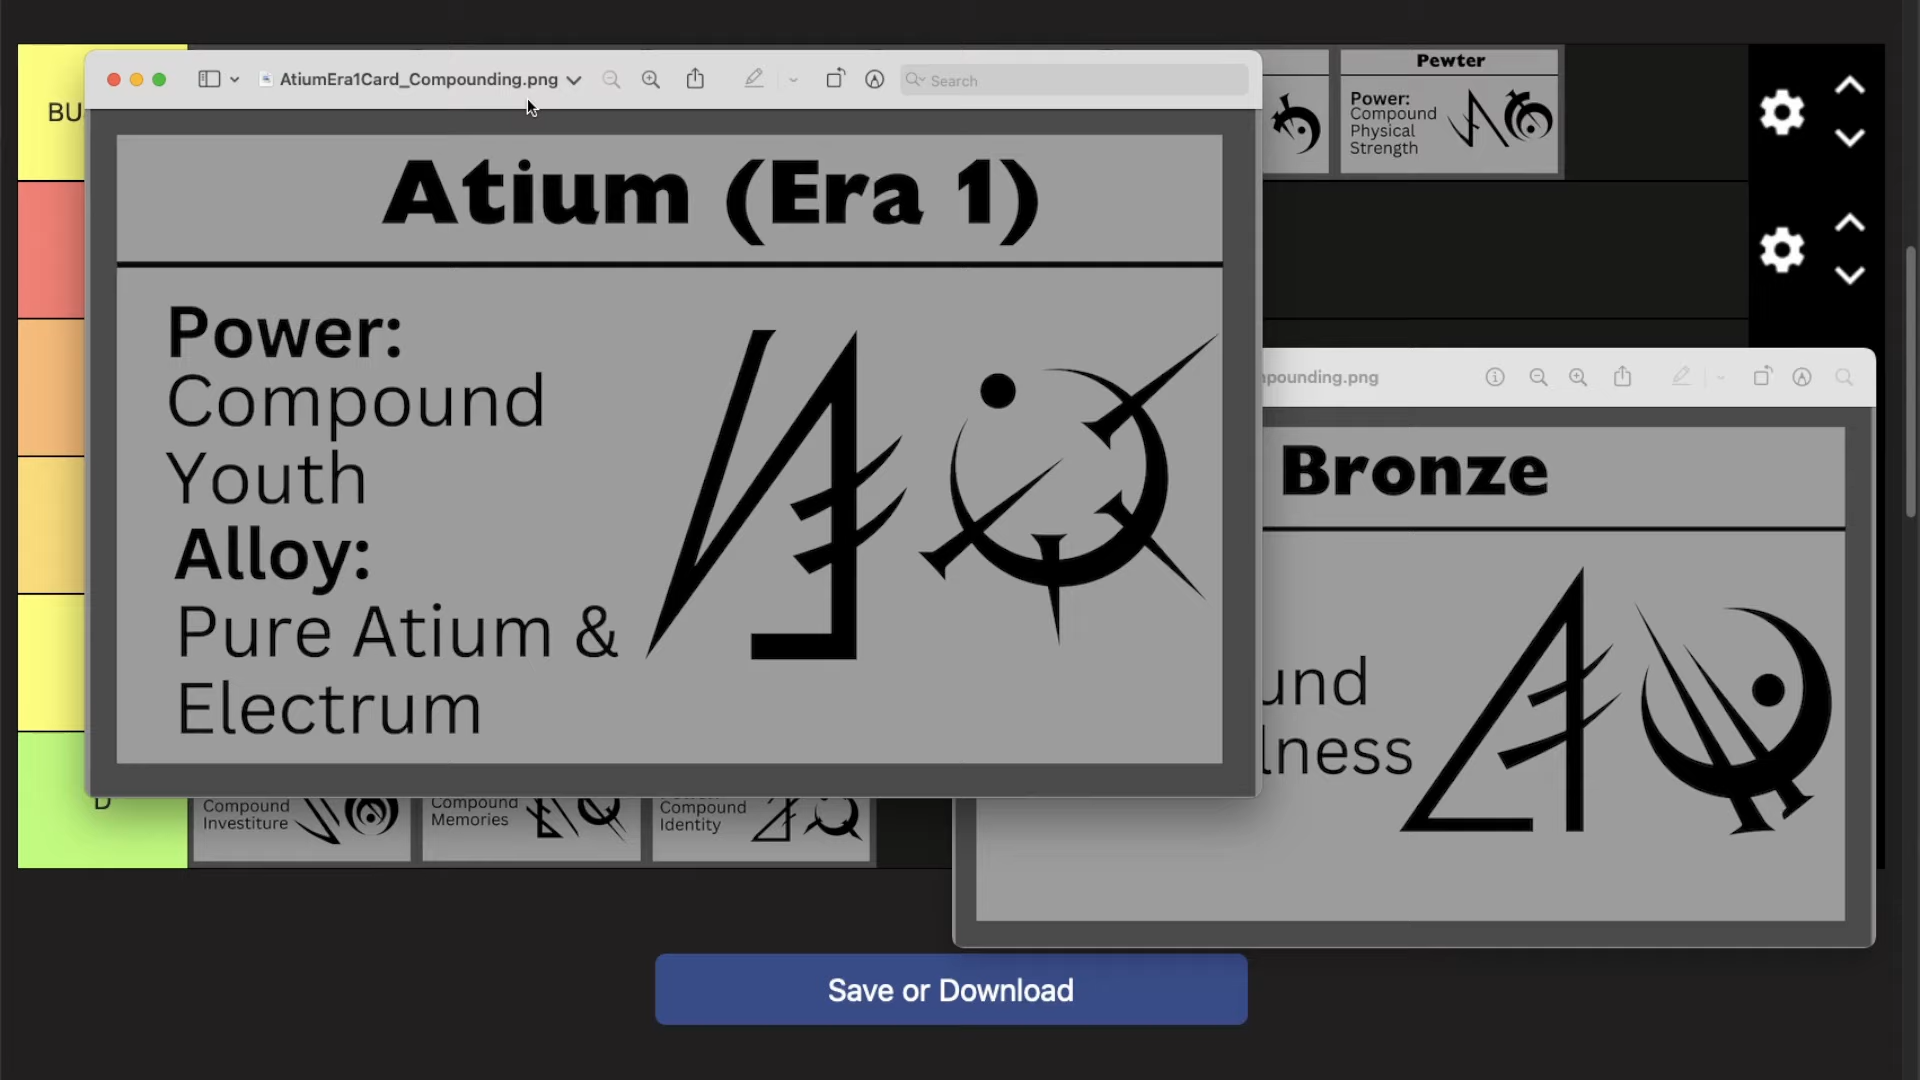 AtiumEra1Card_Compounding.png
Search
Atium (Era 1)
Power:
Compound
Youth
Alloy:
Pure Atium &
Electrum
BU
Pewter
Power:
Compound
Physical
Strength
pounding.png
Bronze
und
lness
D
Compound
Investiture
Compound
Memories
Compound
Identity
Save or Download